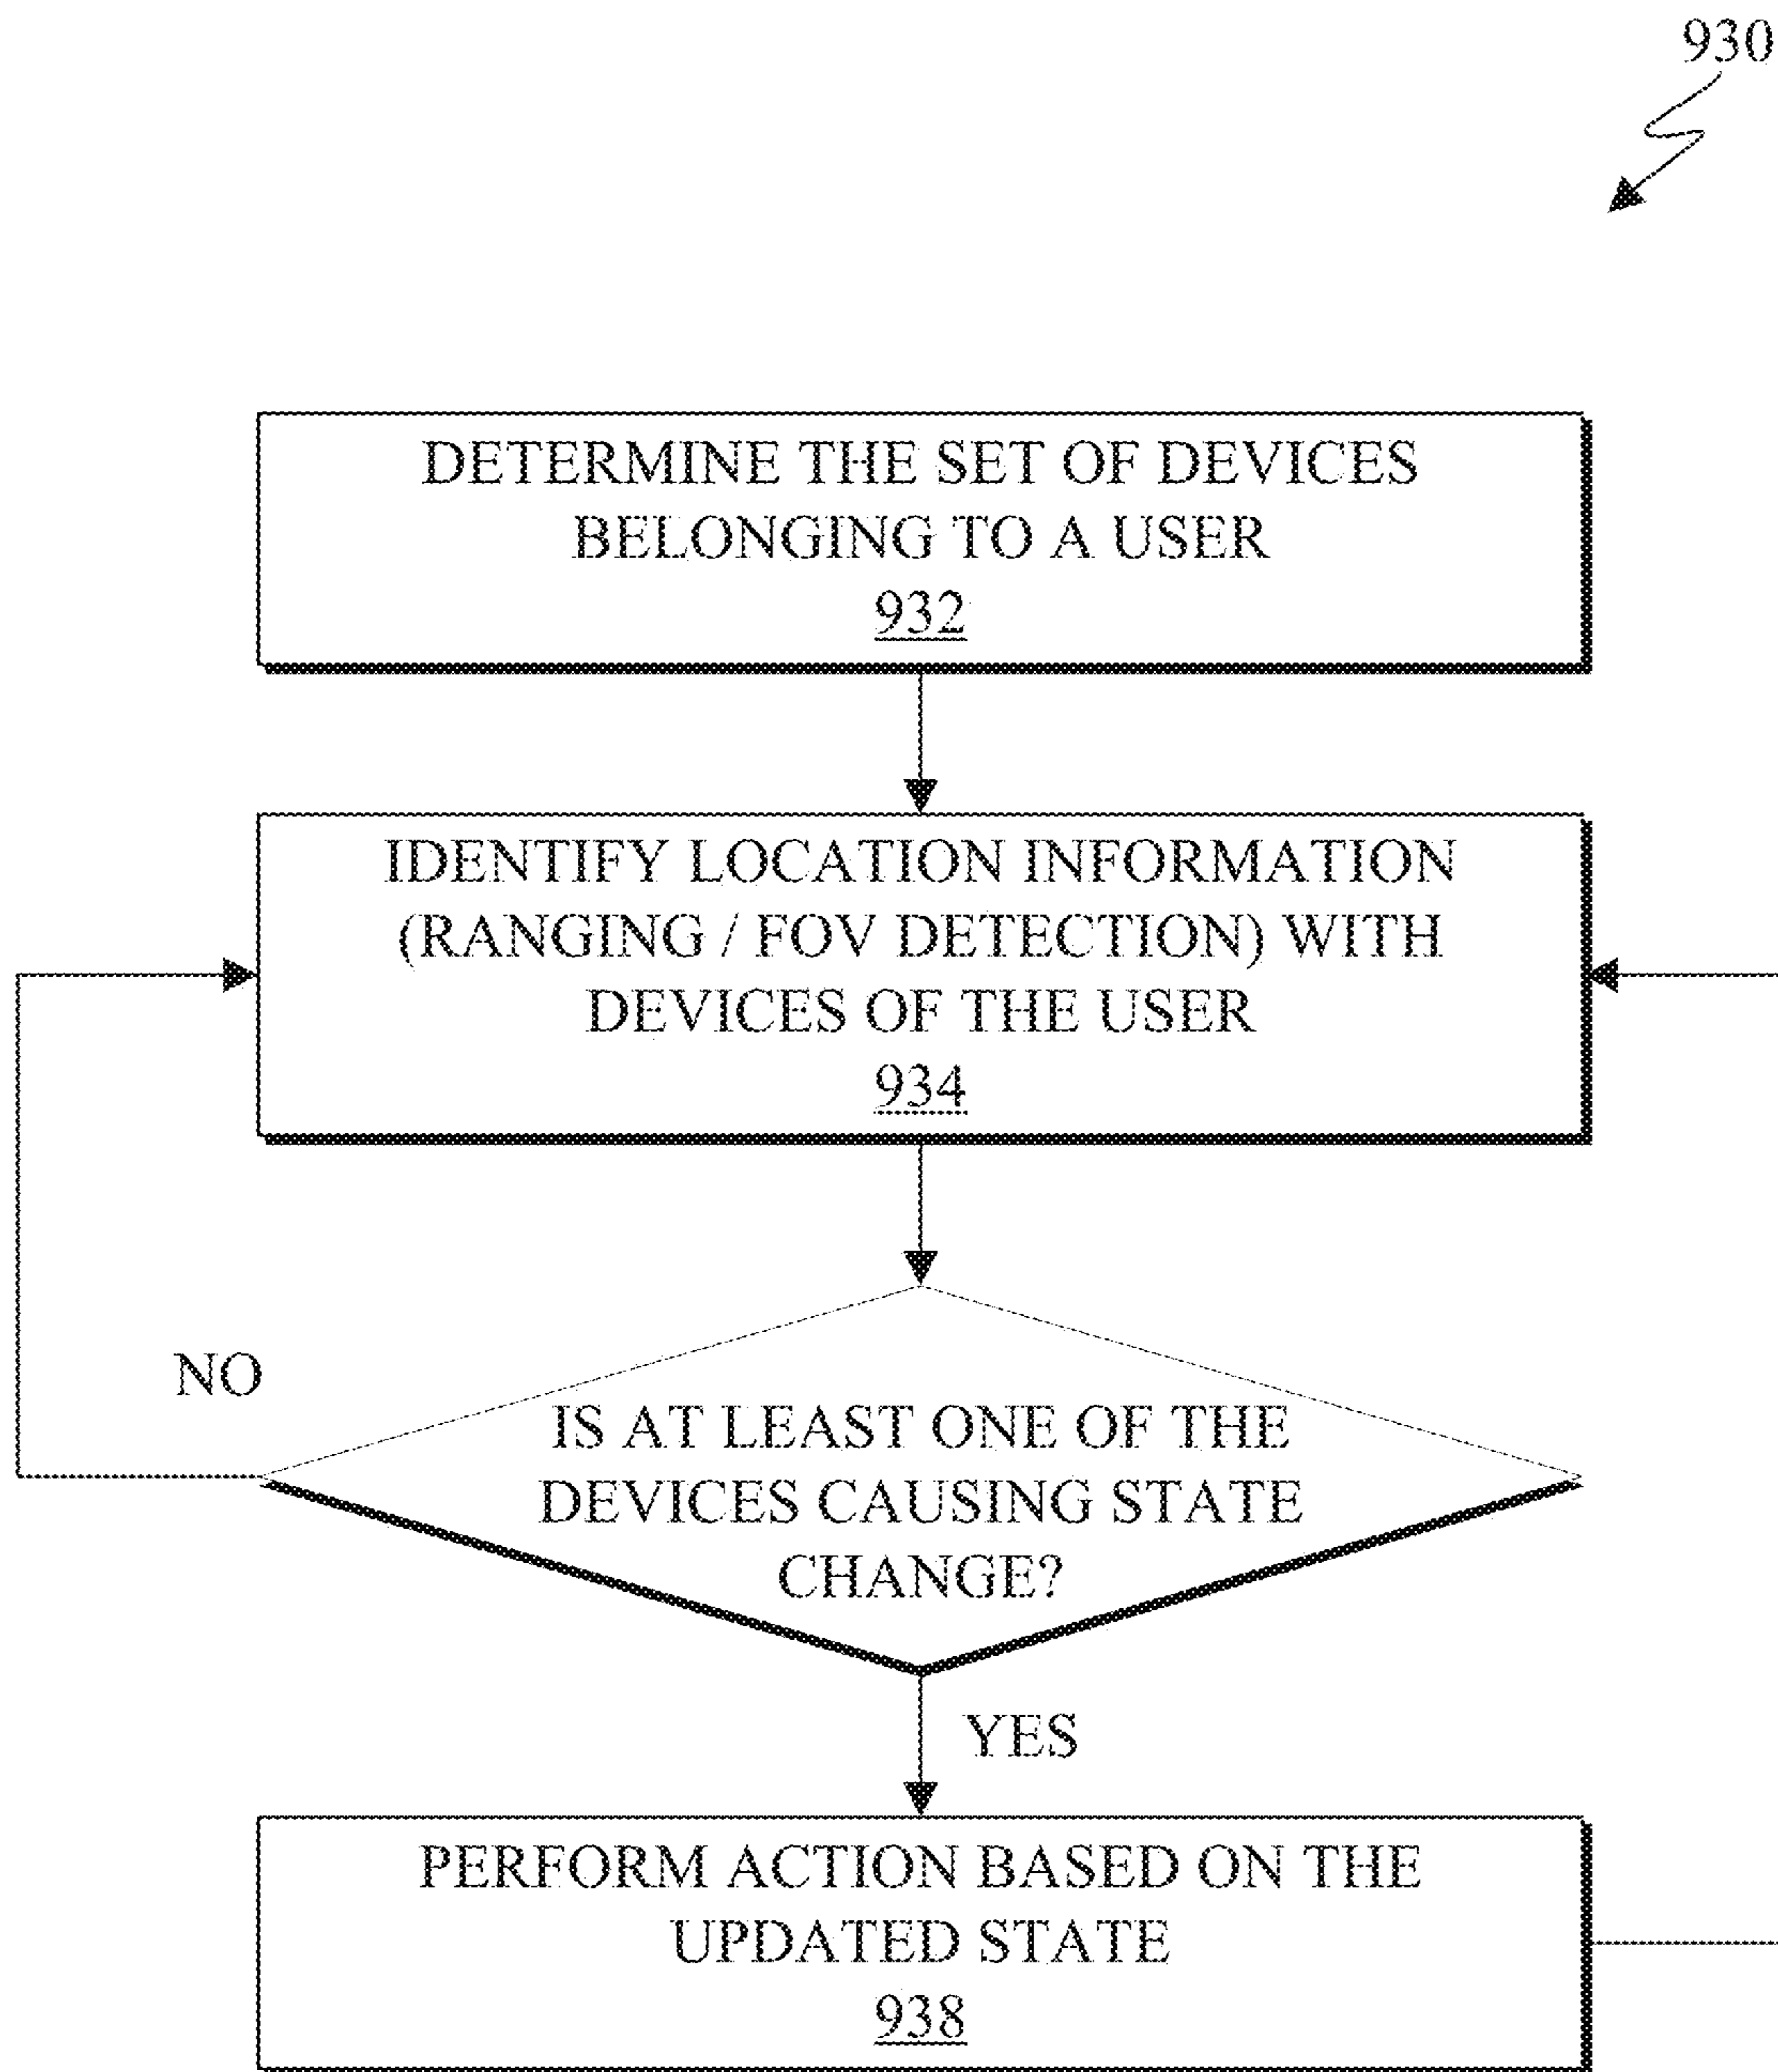 930
DETERMINE THE SET OF DEVICES
BELONGING TO A USER
932
IDENTIFY LOCATION INFORMATION
(RANGING / FOV DETECTION) WITH
DEVICES OF THE USER
934
NO
IS AT LEAST ONE OF THE
DEVICES CAUSING STATE
CHANGE?
YES
PERFORM ACTION BASED ON THE
UPDATED STATE
938